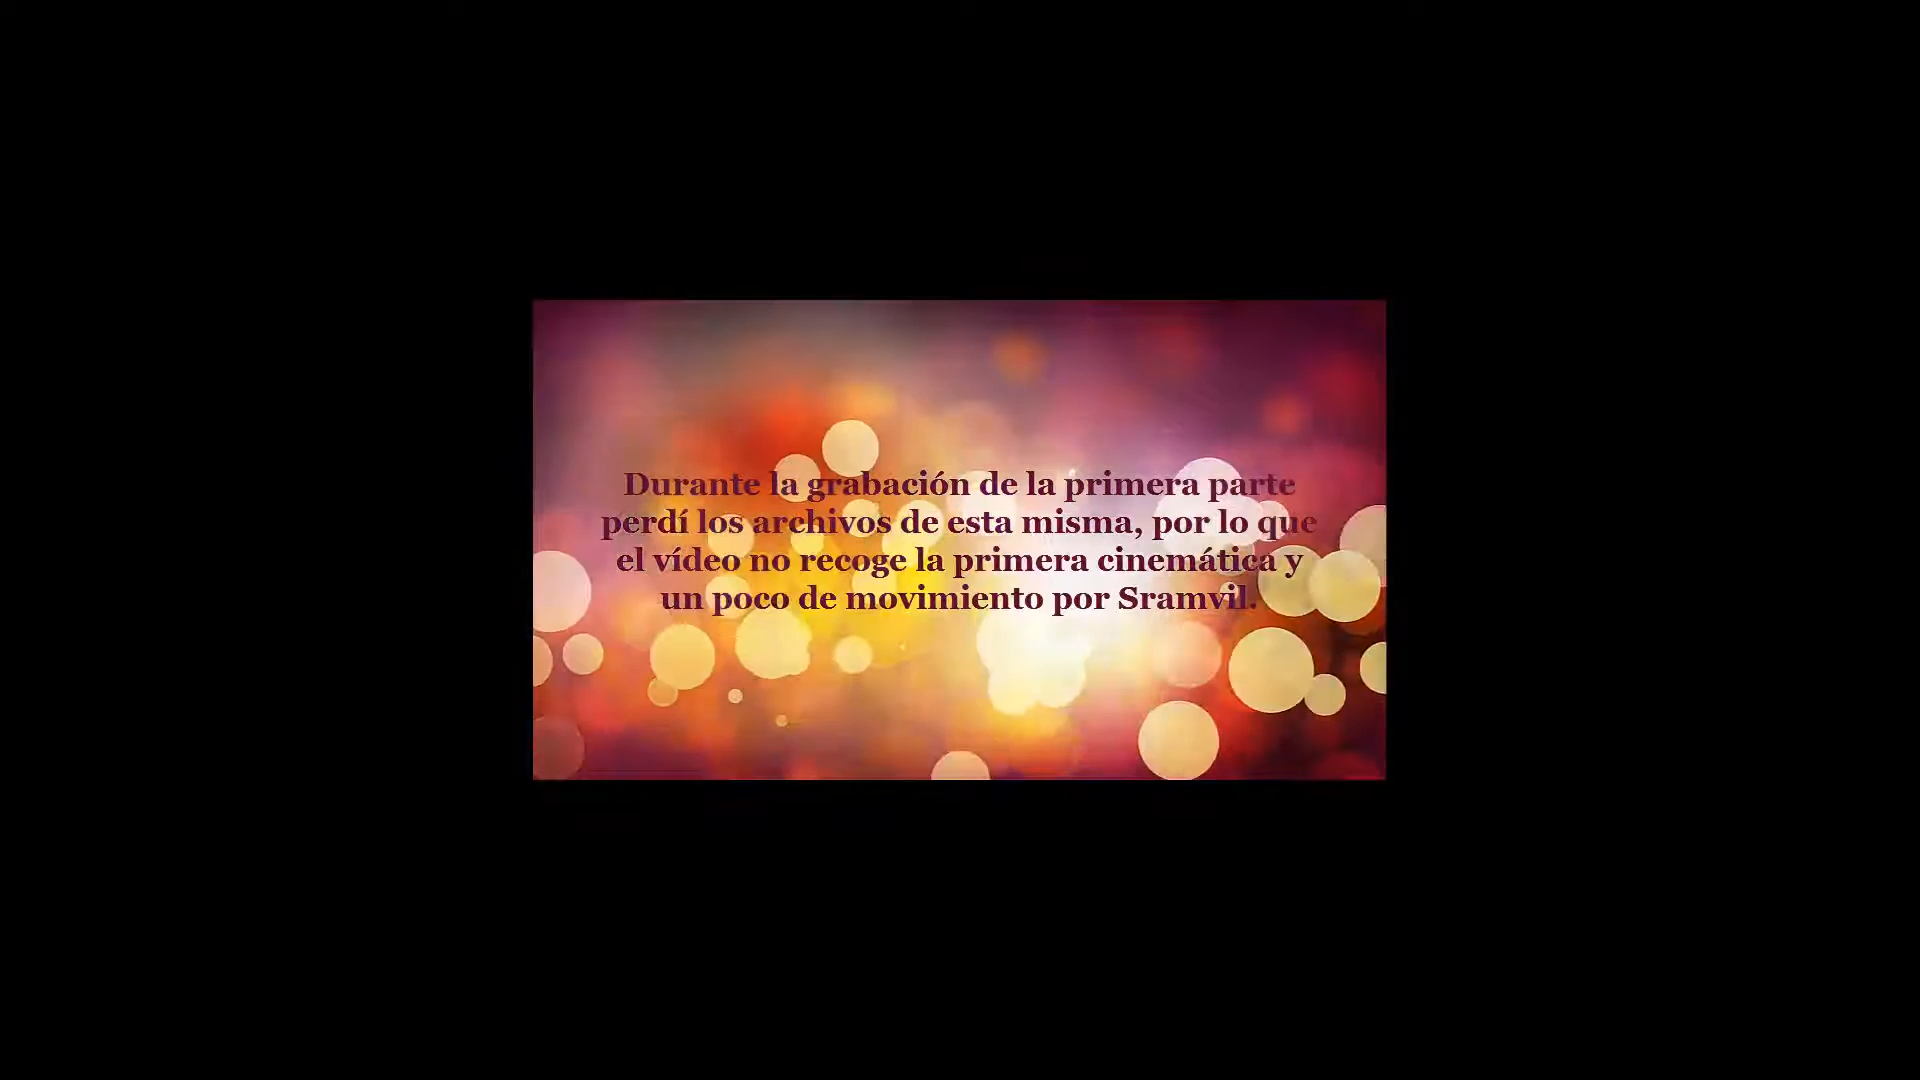 Durante la grabación de la primera parte
perdí los archivos de esta misma, por lo que
el vídeo no recoge la primera cinemática y
un poco de movimiento por Sramvil.